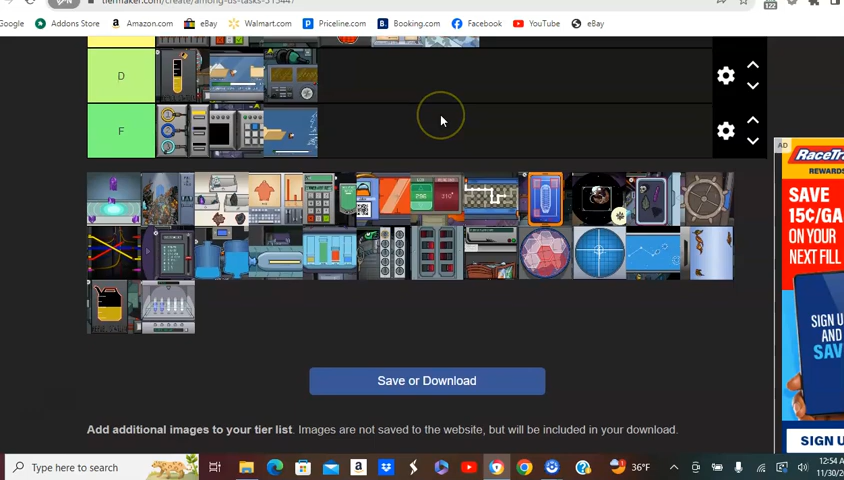 tiermaker.com/create/among-us-tasks-315447
122
Google Addons Store Amazon.com eBay Walmart.com Priceline.com Booking.com Facebook YouTube eBay
D
F
AD
RaceTra
REWARDS
SAVE
15¢/GA
ON YOUR
NEXT FILL
SIGN U
AND
SAV
SIGN U
Save or Download
Add additional images to your tier list. Images are not saved to the website, but will be included in your download.
Type here to search
36°F
12:54 A
11/30/2